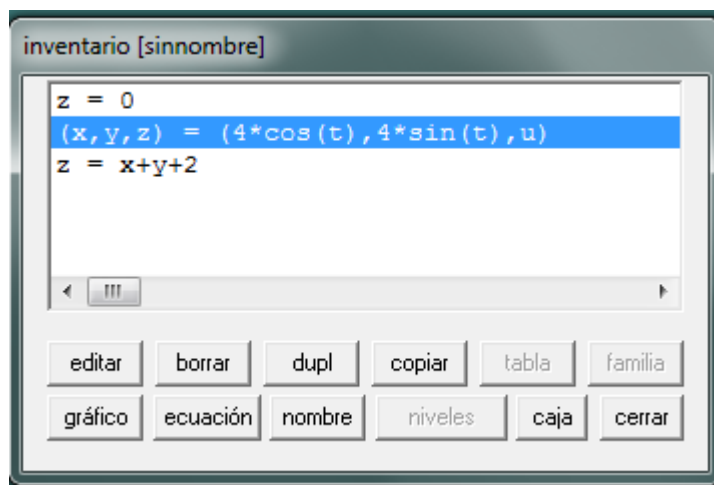 inventario [sinnombre]
z = 0
(x,y,z) = (4*cos(t),4*sin(t),u)
z = x+y+2
editar borrar dupl copiar tabla familia
gráfico ecuación nombre niveles caja cerrar